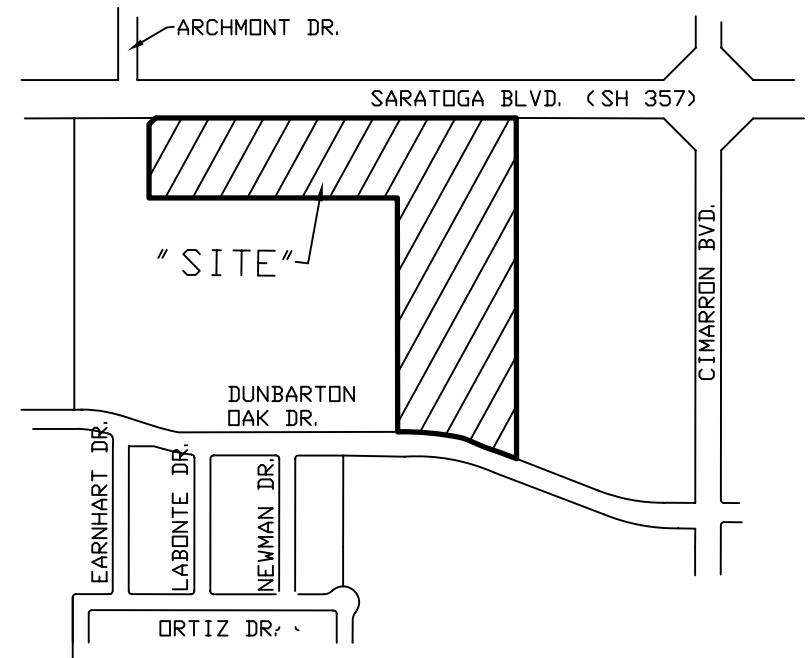 ARCHMONT DR.
SARATOGA BLVD. (SH 357)
"SITE"
CIMARRON BVD.
DUNBARTON
OAK DR.
EARNHART DR.
LABONTE DR.
NEWMAN DR.
ORTIZ DR.